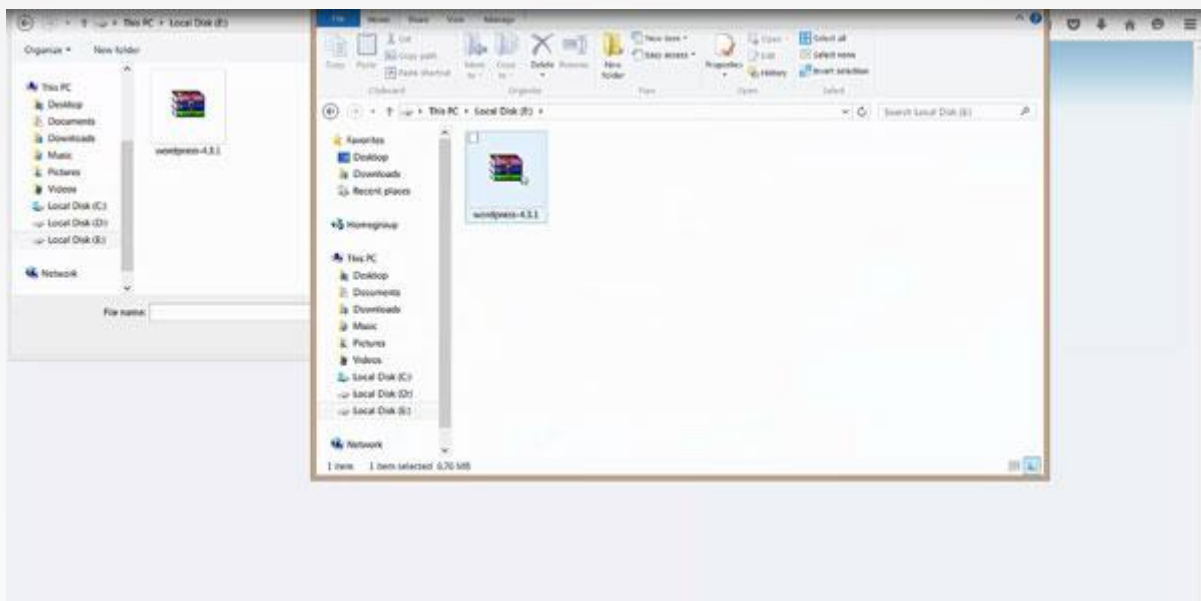 This PC ▸ Local Disk (E:)
Organize
New folder
This PC
Desktop
Documents
Downloads
Music
Pictures
Videos
Local Disk (C:)
Local Disk (D:)
Local Disk (E:)
Network
wordpress-4.3.1
File name:
File
Home
Share
View
Manage
Copy
Paste
Cut
Copy path
Paste shortcut
Move to
Copy to
Delete
Rename
New folder
New item
Easy access
Properties
Open
Edit
History
Select all
Select none
Invert selection
Clipboard
Organize
New
Open
Select
This PC ▸ Local Disk (E:) ▸
Search Local Disk (E:)
Favorites
Desktop
Downloads
Recent places
Homegroup
This PC
Desktop
Documents
Downloads
Music
Pictures
Videos
Local Disk (C:)
Local Disk (D:)
Local Disk (E:)
Network
wordpress-4.3.1
1 item 1 item selected 6.76 MB